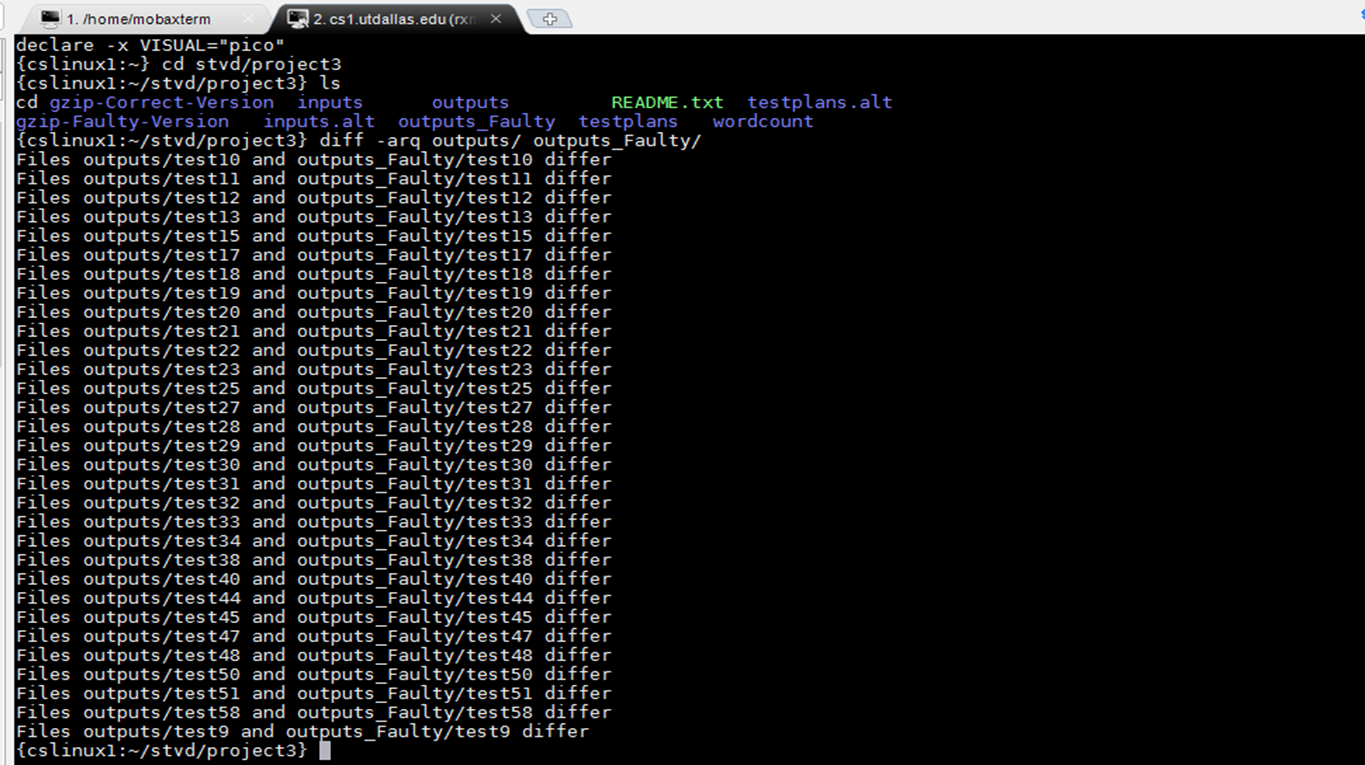 1. /home/mobaxterm
2. cs1.utdallas.edu (rxn
declare -x VISUAL="pico"
{cslinux1:~} cd stvd/project3
{cslinux1:~/stvd/project3} ls
cd gzip-Correct-Version inputs outputs README.txt testplans.alt
gzip-Faulty-Version inputs.alt outputs_Faulty testplans wordcount
{cslinux1:~/stvd/project3} diff -arq outputs/ outputs_Faulty/
Files outputs/test10 and outputs_Faulty/test10 differ
Files outputs/test11 and outputs_Faulty/test11 differ
Files outputs/test12 and outputs_Faulty/test12 differ
Files outputs/test13 and outputs_Faulty/test13 differ
Files outputs/test15 and outputs_Faulty/test15 differ
Files outputs/test17 and outputs_Faulty/test17 differ
Files outputs/test18 and outputs_Faulty/test18 differ
Files outputs/test19 and outputs_Faulty/test19 differ
Files outputs/test20 and outputs_Faulty/test20 differ
Files outputs/test21 and outputs_Faulty/test21 differ
Files outputs/test22 and outputs_Faulty/test22 differ
Files outputs/test23 and outputs_Faulty/test23 differ
Files outputs/test25 and outputs_Faulty/test25 differ
Files outputs/test27 and outputs_Faulty/test27 differ
Files outputs/test28 and outputs_Faulty/test28 differ
Files outputs/test29 and outputs_Faulty/test29 differ
Files outputs/test30 and outputs_Faulty/test30 differ
Files outputs/test31 and outputs_Faulty/test31 differ
Files outputs/test32 and outputs_Faulty/test32 differ
Files outputs/test33 and outputs_Faulty/test33 differ
Files outputs/test34 and outputs_Faulty/test34 differ
Files outputs/test38 and outputs_Faulty/test38 differ
Files outputs/test40 and outputs_Faulty/test40 differ
Files outputs/test44 and outputs_Faulty/test44 differ
Files outputs/test45 and outputs_Faulty/test45 differ
Files outputs/test47 and outputs_Faulty/test47 differ
Files outputs/test48 and outputs_Faulty/test48 differ
Files outputs/test50 and outputs_Faulty/test50 differ
Files outputs/test51 and outputs_Faulty/test51 differ
Files outputs/test58 and outputs_Faulty/test58 differ
Files outputs/test9 and outputs_Faulty/test9 differ
{cslinux1:~/stvd/project3}